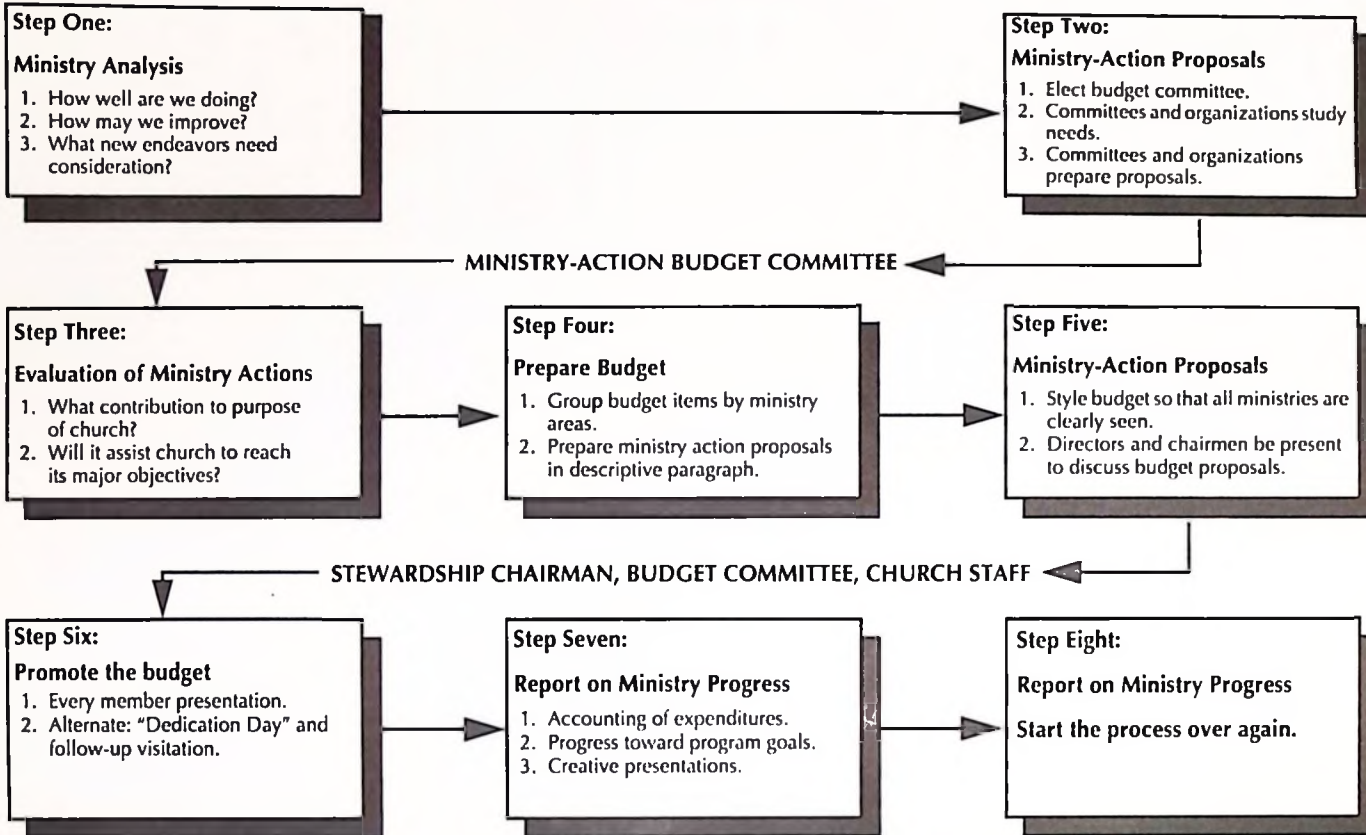 Step One:
Ministry Analysis
1. How well are we doing?
2. How may we improve?
3. What new endeavors need
consideration?
Step Two:
Ministry-Action Proposals
1. Elect budget committee.
2. Committees and organizations study
needs.
3. Committees and organizations
prepare proposals.
MINISTRY-ACTION BUDGET COMMITTEE
Step Three:
Evaluation of Ministry Actions
1. What contribution to purpose
of church?
2. Will it assist church to reach
its major objectives?
Step Four:
Prepare Budget
1. Group budget items by ministry
areas.
2. Prepare ministry action proposals
in descriptive paragraph.
Step Five:
Ministry-Action Proposals
1. Style budget so that all ministries are
clearly seen.
2. Directors and chairmen be present
to discuss budget proposals.
STEWARDSHIP CHAIRMAN, BUDGET COMMITTEE, CHURCH STAFF
Step Six:
Promote the budget
1. Every member presentation.
2. Alternate: "Dedication Day" and
follow-up visitation.
Step Seven:
Report on Ministry Progress
1. Accounting of expenditures.
2. Progress toward program goals.
3. Creative presentations.
Step Eight:
Report on Ministry Progress
Start the process over again.